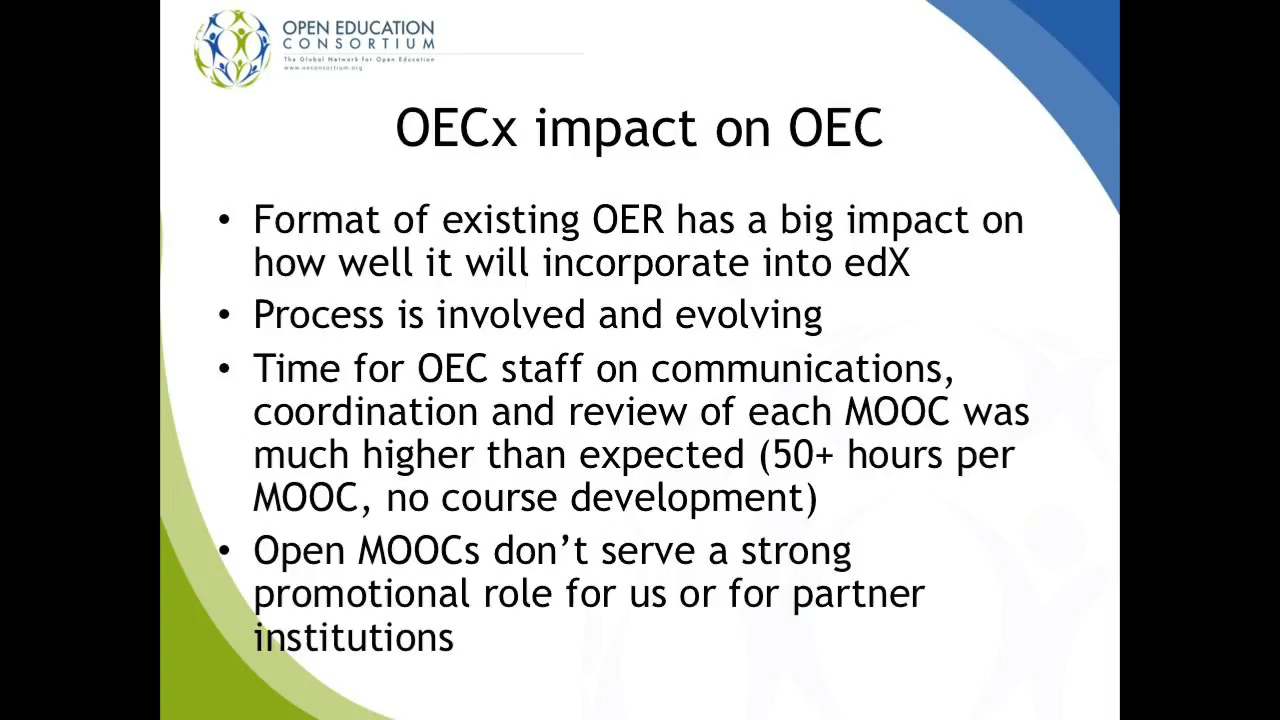 OPEN EDUCATION
CONSORTIUM
The Global Network for Open Education
www.oeconsortium.org
OECx impact on OEC
• Format of existing OER has a big impact on
how well it will incorporate into edX
• Process is involved and evolving
• Time for OEC staff on communications,
coordination and review of each MOOC was
much higher than expected (50+ hours per
MOOC, no course development)
• Open MOOCs don’t serve a strong
promotional role for us or for partner
institutions